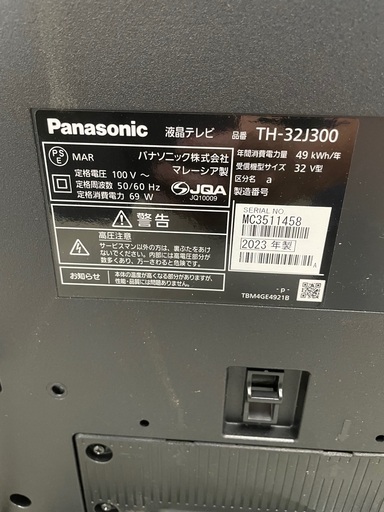 Panasonic 液晶テレビ 品番 TH-32J300
PS
E
MAR
パナソニック株式会社
マレーシア製
定格電圧 100 V ～
定格周波数 50/60 Hz
定格消費電力 69 W
JQA
JQ10009
年間消費電力量 49 kWh/年
受信機型サイズ 32 V型
区分名 a
製造番号
SERIAL NO.
MC3511458
2023 年製
A
警告
高圧注意
サービスマン以外の方は、裏ぶたをあけ
ないでください。内部には高電圧部分が
数多くあり、万一さわると危険です。
お知らせ
本体の温度が高くなる部分がありますが、
性能・品質には問題ありません。
- p -
TBM4GE4921B